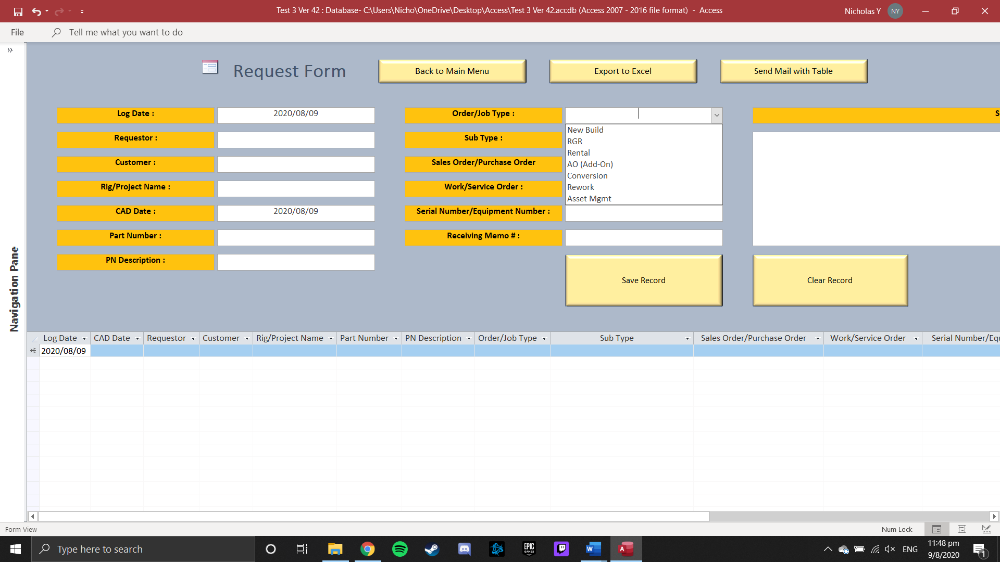 Test 3 Ver 42 : Database- C:\Users\Nicho\OneDrive\Desktop\Access\Test 3 Ver 42.accdb (Access 2007 - 2016 file format) - Access
Nicholas Y
NY
File
Tell me what you want to do
Request Form
Back to Main Menu
Export to Excel
Send Mail with Table
Log Date :
2020/08/09
Order/Job Type :
S
Requestor :
Sub Type :
Customer :
Sales Order/Purchase Order
Rig/Project Name :
Work/Service Order :
CAD Date :
2020/08/09
Serial Number/Equipment Number :
Part Number :
Receiving Memo # :
PN Description :
New Build
RGR
Rental
AO (Add-On)
Conversion
Rework
Asset Mgmt
Save Record
Clear Record
Navigation Pane
Log Date CAD Date Requestor Customer Rig/Project Name Part Number PN Description Order/Job Type Sub Type Sales Order/Purchase Order Work/Service Order Serial Number/Equ
2020/08/09
Form View
Num Lock
Type here to search
EPIC
GAMES
W
A
ENG
11:48 pm
9/8/2020
1